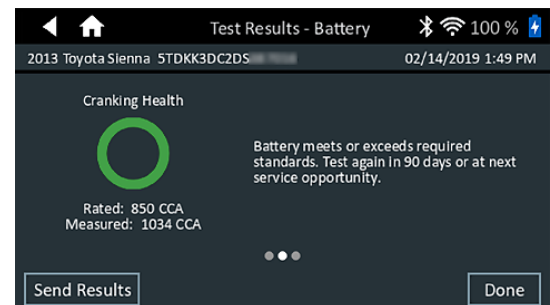 Test Results - Battery 100 %
2013 Toyota Sienna 5TDKK3DC2DS 02/14/2019 1:49 PM
Cranking Health
Battery meets or exceeds required
standards. Test again in 90 days or at next
service opportunity.
Rated: 850 CCA
Measured: 1034 CCA
Send Results Done